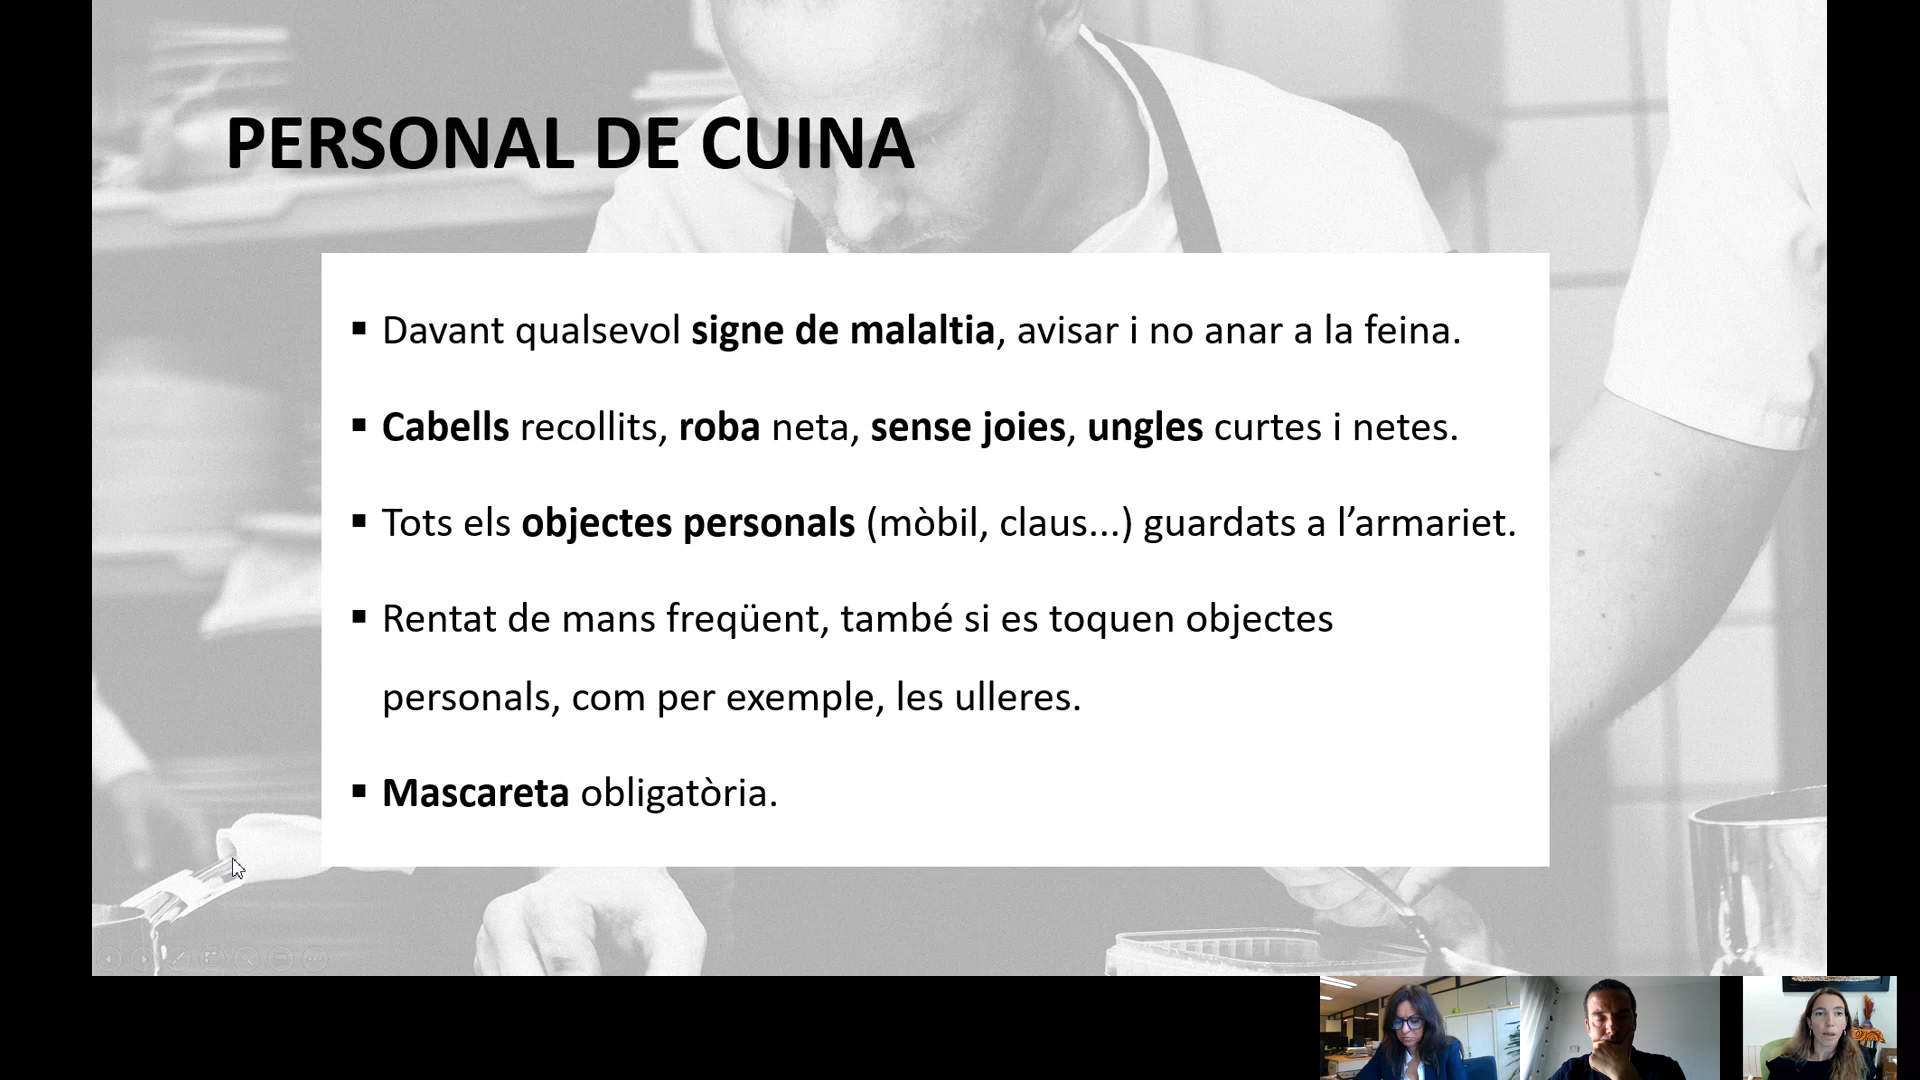 PERSONAL DE CUINA
▪ Davant qualsevol signe de malaltia, avisar i no anar a la feina.
▪ Cabells recollits, roba neta, sense joies, ungles curtes i netes.
▪ Tots els objectes personals (mòbil, claus...) guardats a l’armariet.
▪ Rentat de mans freqüent, també si es toquen objectes
personals, com per exemple, les ulleres.
▪ Mascareta obligatòria.